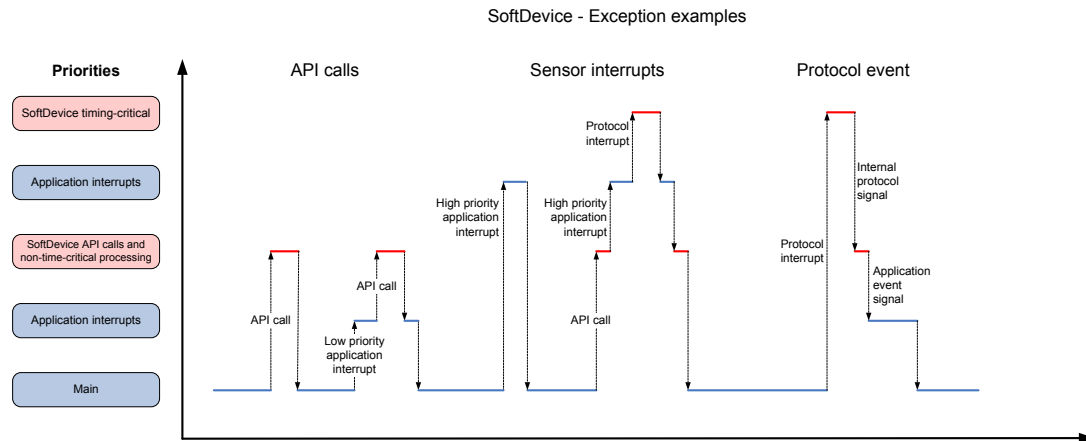 SoftDevice - Exception examples
Priorities
API calls
Sensor interrupts
Protocol event
SoftDevice timing-critical
Application interrupts
SoftDevice API calls and
non-time-critical processing
Application interrupts
Main
API call
Low priority
application
interrupt
API call
High priority
application
interrupt
API call
High priority
application
interrupt
Protocol
interrupt
Protocol
interrupt
Internal
protocol
signal
Application
event
signal